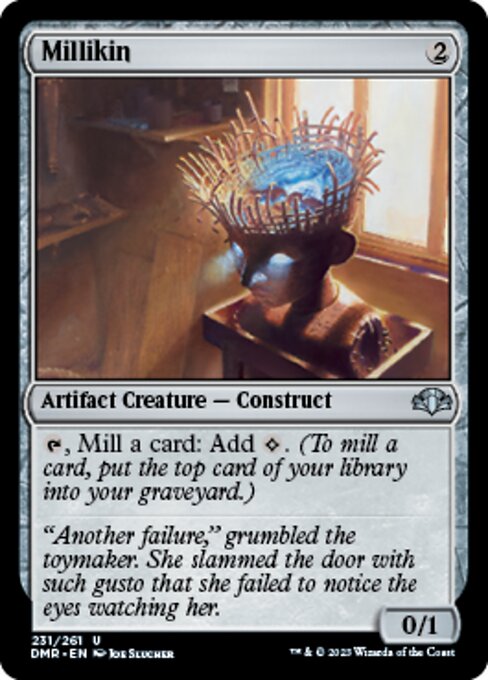 Millikin 2
Artifact Creature — Construct
, Mill a card: Add . (To mill a
card, put the top card of your library
into your graveyard.)
“Another failure,” grumbled the
toymaker. She slammed the door with
such gusto that she failed to notice the
eyes watching her.
0/1
231/261 U
DMR • EN Joe Slucher
™ & © 2023 Wizards of the Coast